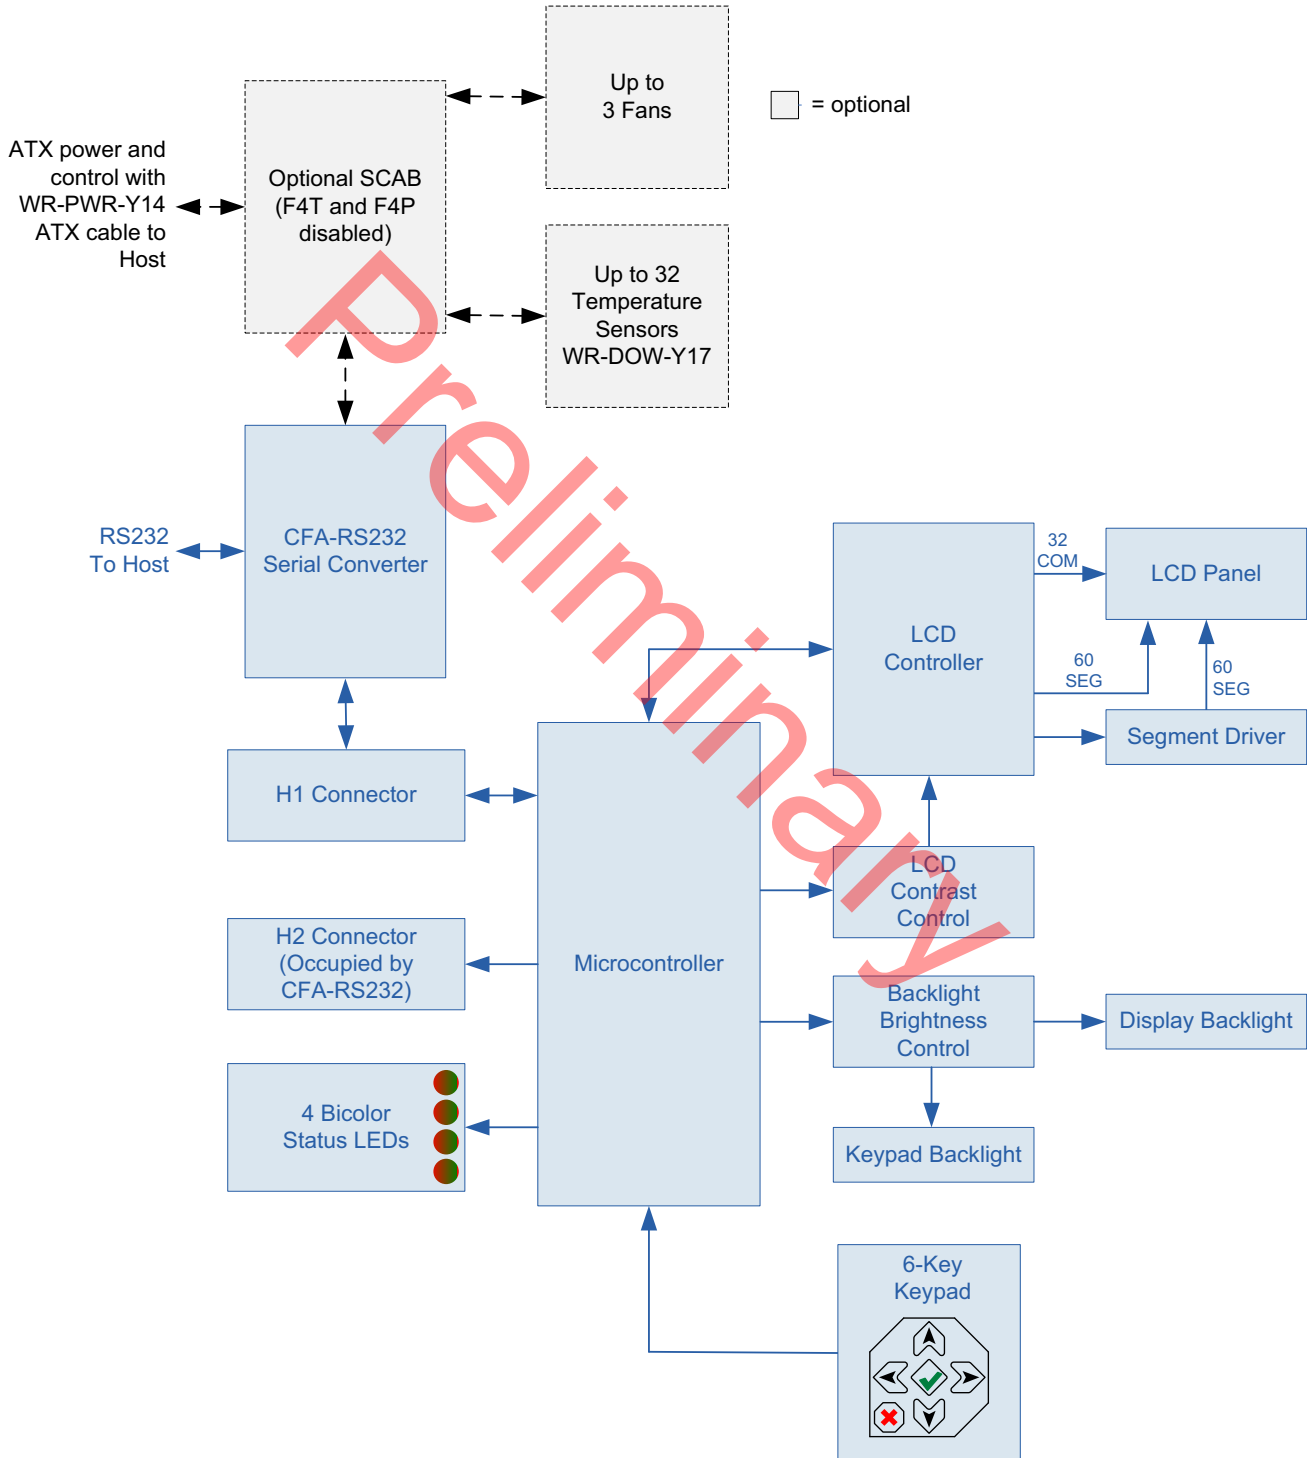 Up to
3 Fans
= optional
ATX power and
control with
WR-PWR-Y14
ATX cable to
Host
Optional SCAB
(F4T and F4P
disabled)
Up to 32
Temperature
Sensors
WR-DOW-Y17
Preliminary
RS232
To Host
CFA-RS232
Serial Converter
LCD
Controller
32
COM
LCD Panel
60
SEG
60
SEG
Segment Driver
H1 Connector
LCD
Contrast
Control
H2 Connector
(Occupied by
CFA-RS232)
Microcontroller
Backlight
Brightness
Control
Display Backlight
4 Bicolor
Status LEDs
Keypad Backlight
6-Key
Keypad